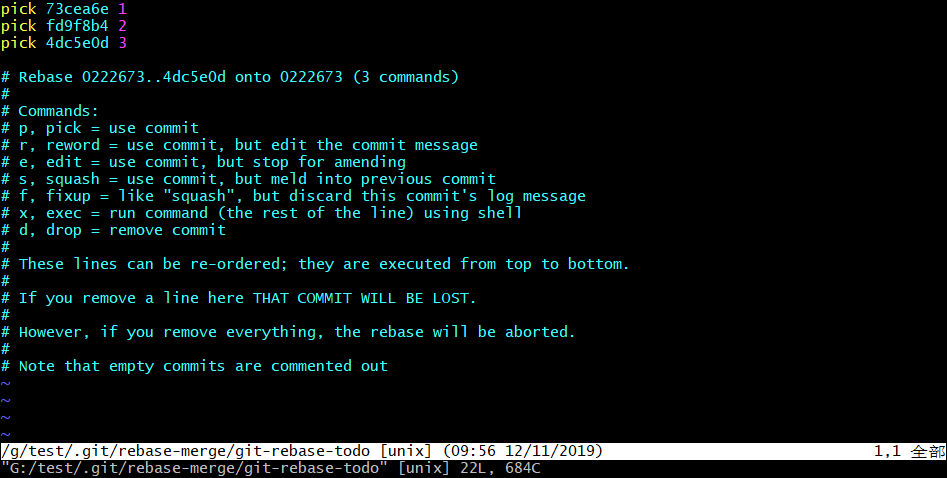 pick 73cea6e 1
pick fd9f8b4 2
pick 4dc5e0d 3
# Rebase 0222673..4dc5e0d onto 0222673 (3 commands)
#
# Commands:
# p, pick = use commit
# r, reword = use commit, but edit the commit message
# e, edit = use commit, but stop for amending
# s, squash = use commit, but meld into previous commit
# f, fixup = like "squash", but discard this commit's log message
# x, exec = run command (the rest of the line) using shell
# d, drop = remove commit
#
# These lines can be re-ordered; they are executed from top to bottom.
#
# If you remove a line here THAT COMMIT WILL BE LOST.
#
# However, if you remove everything, the rebase will be aborted.
#
# Note that empty commits are commented out
~
~
~
~
/g/test/.git/rebase-merge/git-rebase-todo [unix] (09:56 12/11/2019) 1,1 全部
"G:/test/.git/rebase-merge/git-rebase-todo" [unix] 22L, 684C